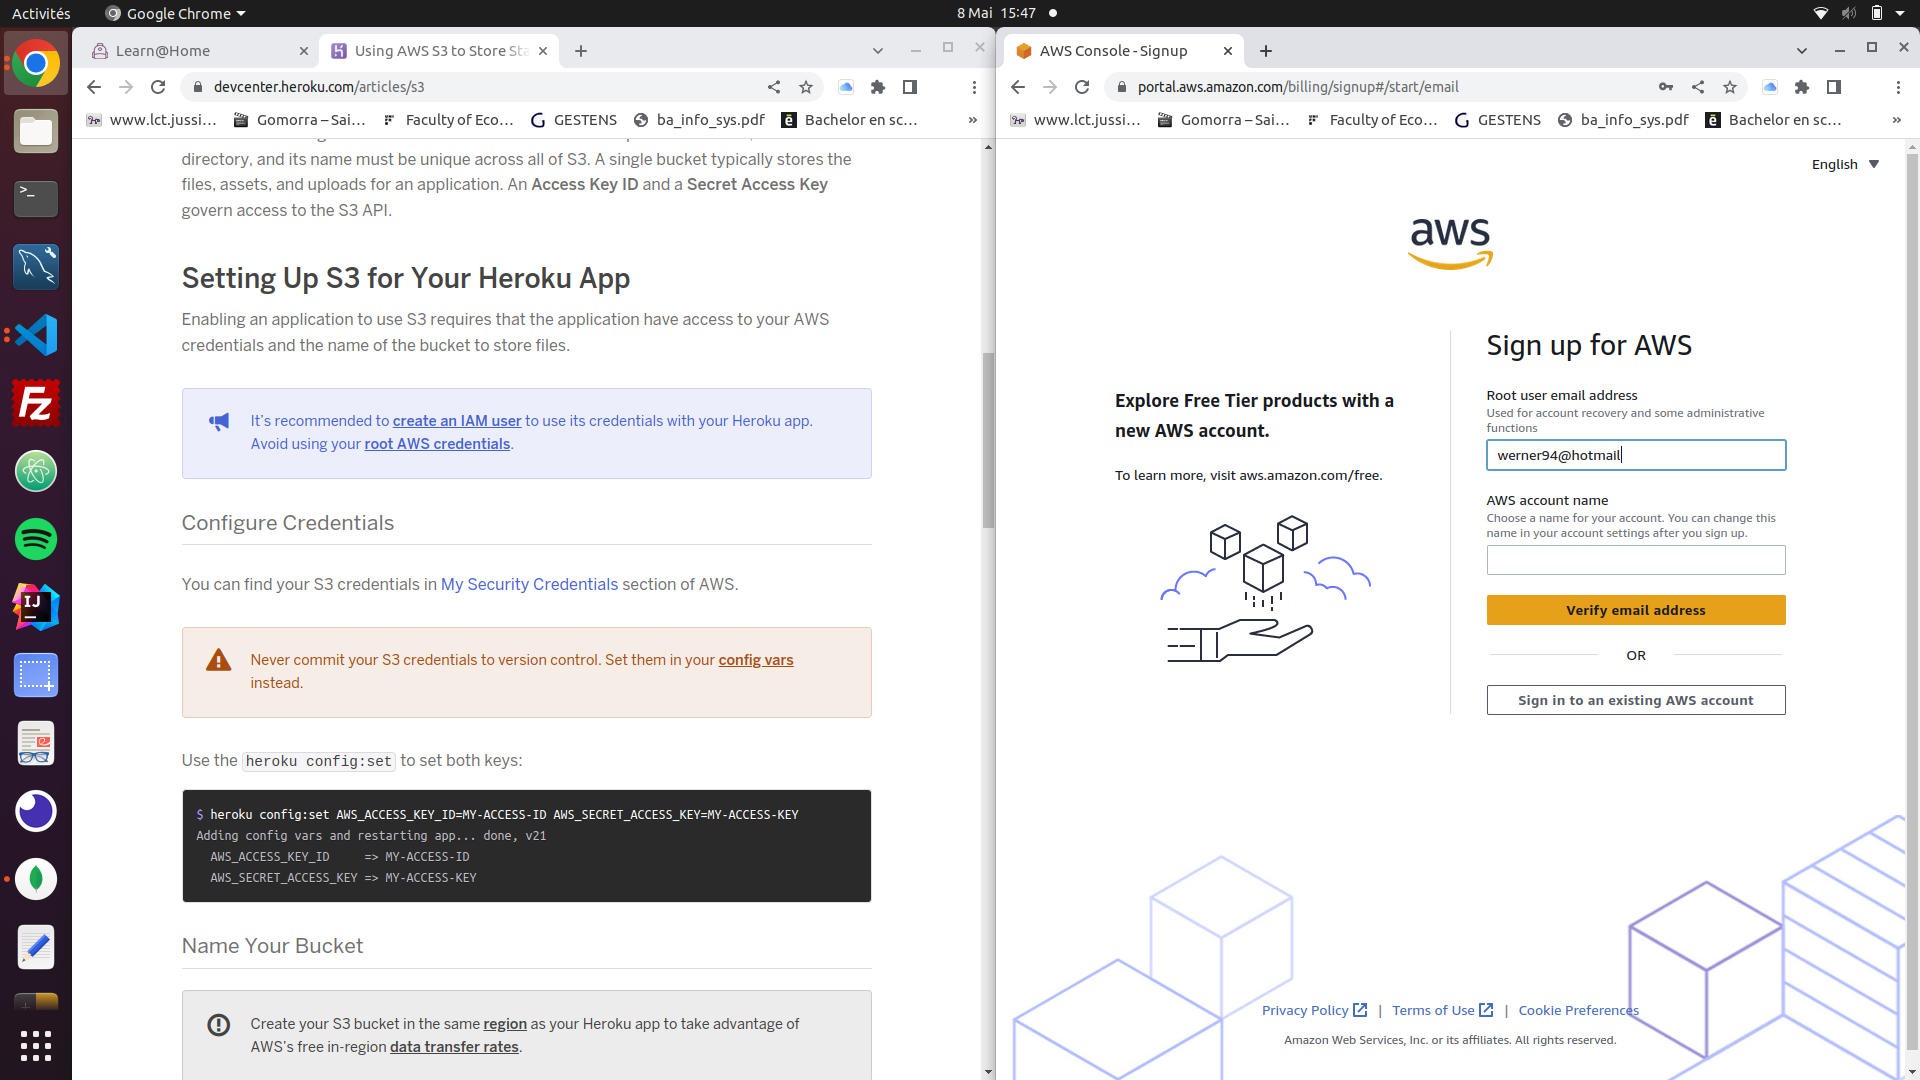 Activités
Google Chrome
8 Mai 15:47
Learn@Home
Using AWS S3 to Store Sta
devcenter.heroku.com/articles/s3
www.lct.jussi…
Gomorra – Sai…
Faculty of Eco…
GESTENS
ba_info_sys.pdf
Bachelor en sc…
»
directory, and its name must be unique across all of S3. A single bucket typically stores the
files, assets, and uploads for an application. An Access Key ID and a Secret Access Key
govern access to the S3 API.
Setting Up S3 for Your Heroku App
Enabling an application to use S3 requires that the application have access to your AWS
credentials and the name of the bucket to store files.
It's recommended to create an IAM user to use its credentials with your Heroku app.
Avoid using your root AWS credentials.
Configure Credentials
You can find your S3 credentials in My Security Credentials section of AWS.
Never commit your S3 credentials to version control. Set them in your config vars
instead.
Use the heroku config:set to set both keys:
$ heroku config:set AWS_ACCESS_KEY_ID=MY-ACCESS-ID AWS_SECRET_ACCESS_KEY=MY-ACCESS-KEY
Adding config vars and restarting app... done, v21
AWS_ACCESS_KEY_ID => MY-ACCESS-ID
AWS_SECRET_ACCESS_KEY => MY-ACCESS-KEY
Name Your Bucket
Create your S3 bucket in the same region as your Heroku app to take advantage of
AWS's free in-region data transfer rates.
AWS Console - Signup
portal.aws.amazon.com/billing/signup#/start/email
www.lct.jussi…
Gomorra – Sai…
Faculty of Eco…
GESTENS
ba_info_sys.pdf
Bachelor en sc…
»
English
aws
Explore Free Tier products with a
new AWS account.
To learn more, visit aws.amazon.com/free.
Sign up for AWS
Root user email address
Used for account recovery and some administrative
functions
werner94@hotmail
AWS account name
Choose a name for your account. You can change this
name in your account settings after you sign up.
Verify email address
OR
Sign in to an existing AWS account
Privacy Policy | Terms of Use | Cookie Preferences
Amazon Web Services, Inc. or its affiliates. All rights reserved.